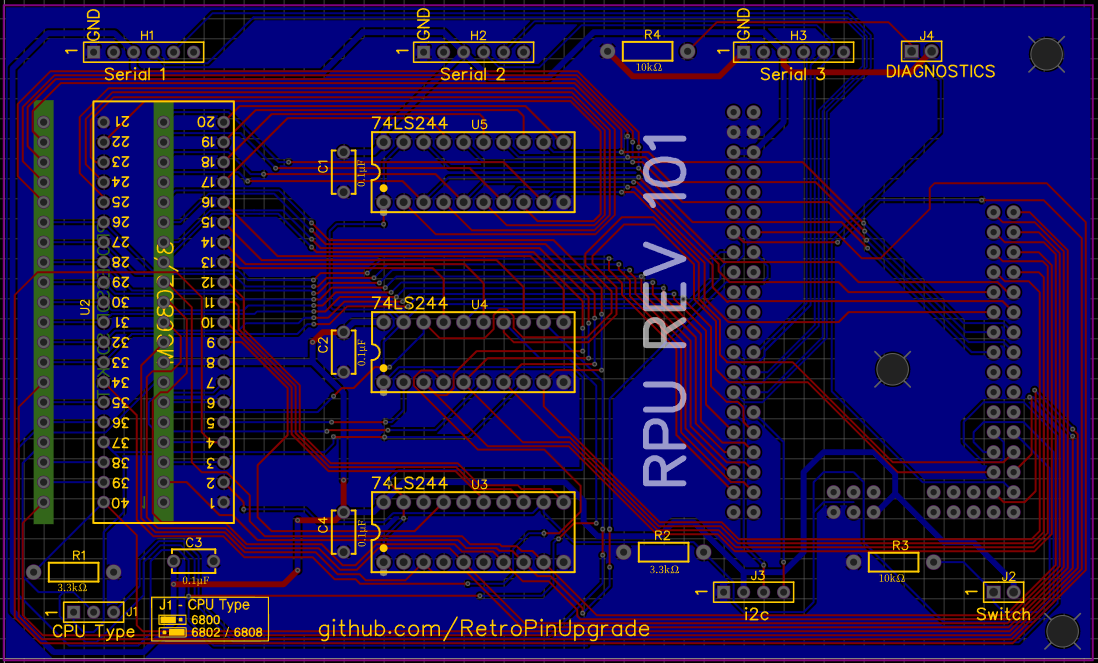 GND
1
H1
Serial 1
GND
1
H2
Serial 2
R4
10kΩ
GND
1
H3
Serial 3
J4
DIAGNOSTICS
U2
21
22
23
24
25
26
27
28
29
30
31
32
33
34
35
36
37
38
39
40
20
19
18
17
16
15
14
13
12
11
10
9
8
7
6
5
4
3
2
1
74LS244 U5
C1
0.1µF
74LS244 U4
C2
0.1µF
74LS244 U3
C4
0.1µF
RPU REV 101
R1
3.3kΩ
C3
0.1µF
R2
3.3kΩ
R3
10kΩ
1
J1
CPU Type
J1 - CPU Type
6800
6802 / 6808
github.com/RetroPinUpgrade
1
J3
i2c
1
J2
Switch